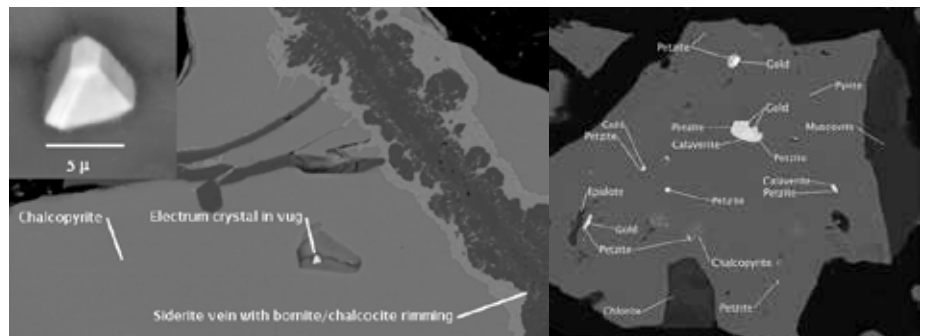 5 µ
Chalcopyrite
Electrum crystal in vug
Siderite vein with bornite/chalcocite rimming
Petzite
Gold
Pyrite
Gold
Petzite
Calaverite
Muscovite
Petzite
Gold
Petzite
Calaverite
Petzite
Epidote
Petzite
Gold
Petzite
Chalcopyrite
Chlorite
Petzite